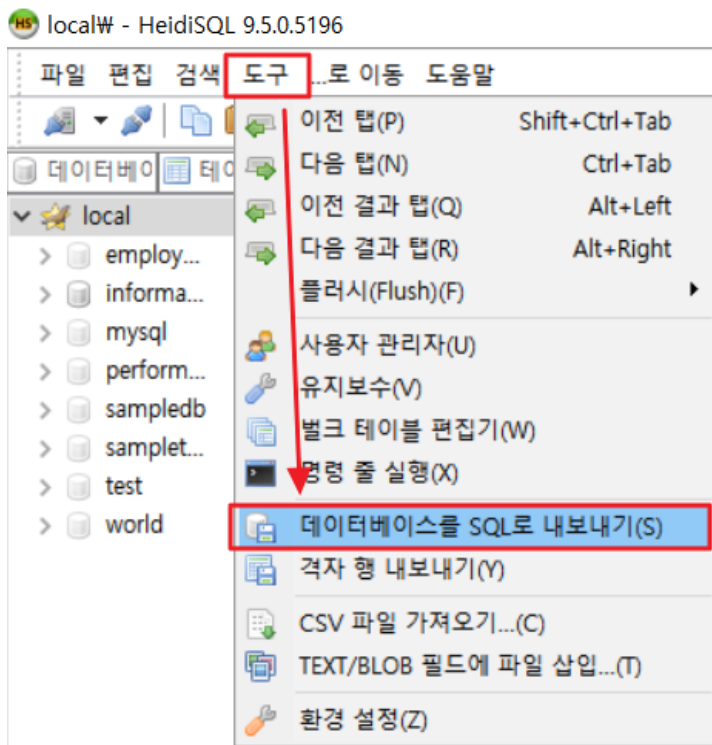 local\ - HeidiSQL 9.5.0.5196
파일 편집 검색 도구 ...로 이동 도움말
데이터베이 테
local
employ...
informa...
mysql
perform...
sampledb
samplet...
test
world
이전 탭(P) Shift+Ctrl+Tab
다음 탭(N) Ctrl+Tab
이전 결과 탭(Q) Alt+Left
다음 결과 탭(R) Alt+Right
플러시(Flush)(F)
사용자 관리자(U)
유지보수(V)
벌크 테이블 편집기(W)
명령 줄 실행(X)
데이터베이스를 SQL로 내보내기(S)
격자 행 내보내기(Y)
CSV 파일 가져오기...(C)
TEXT/BLOB 필드에 파일 삽입...(T)
환경 설정(Z)